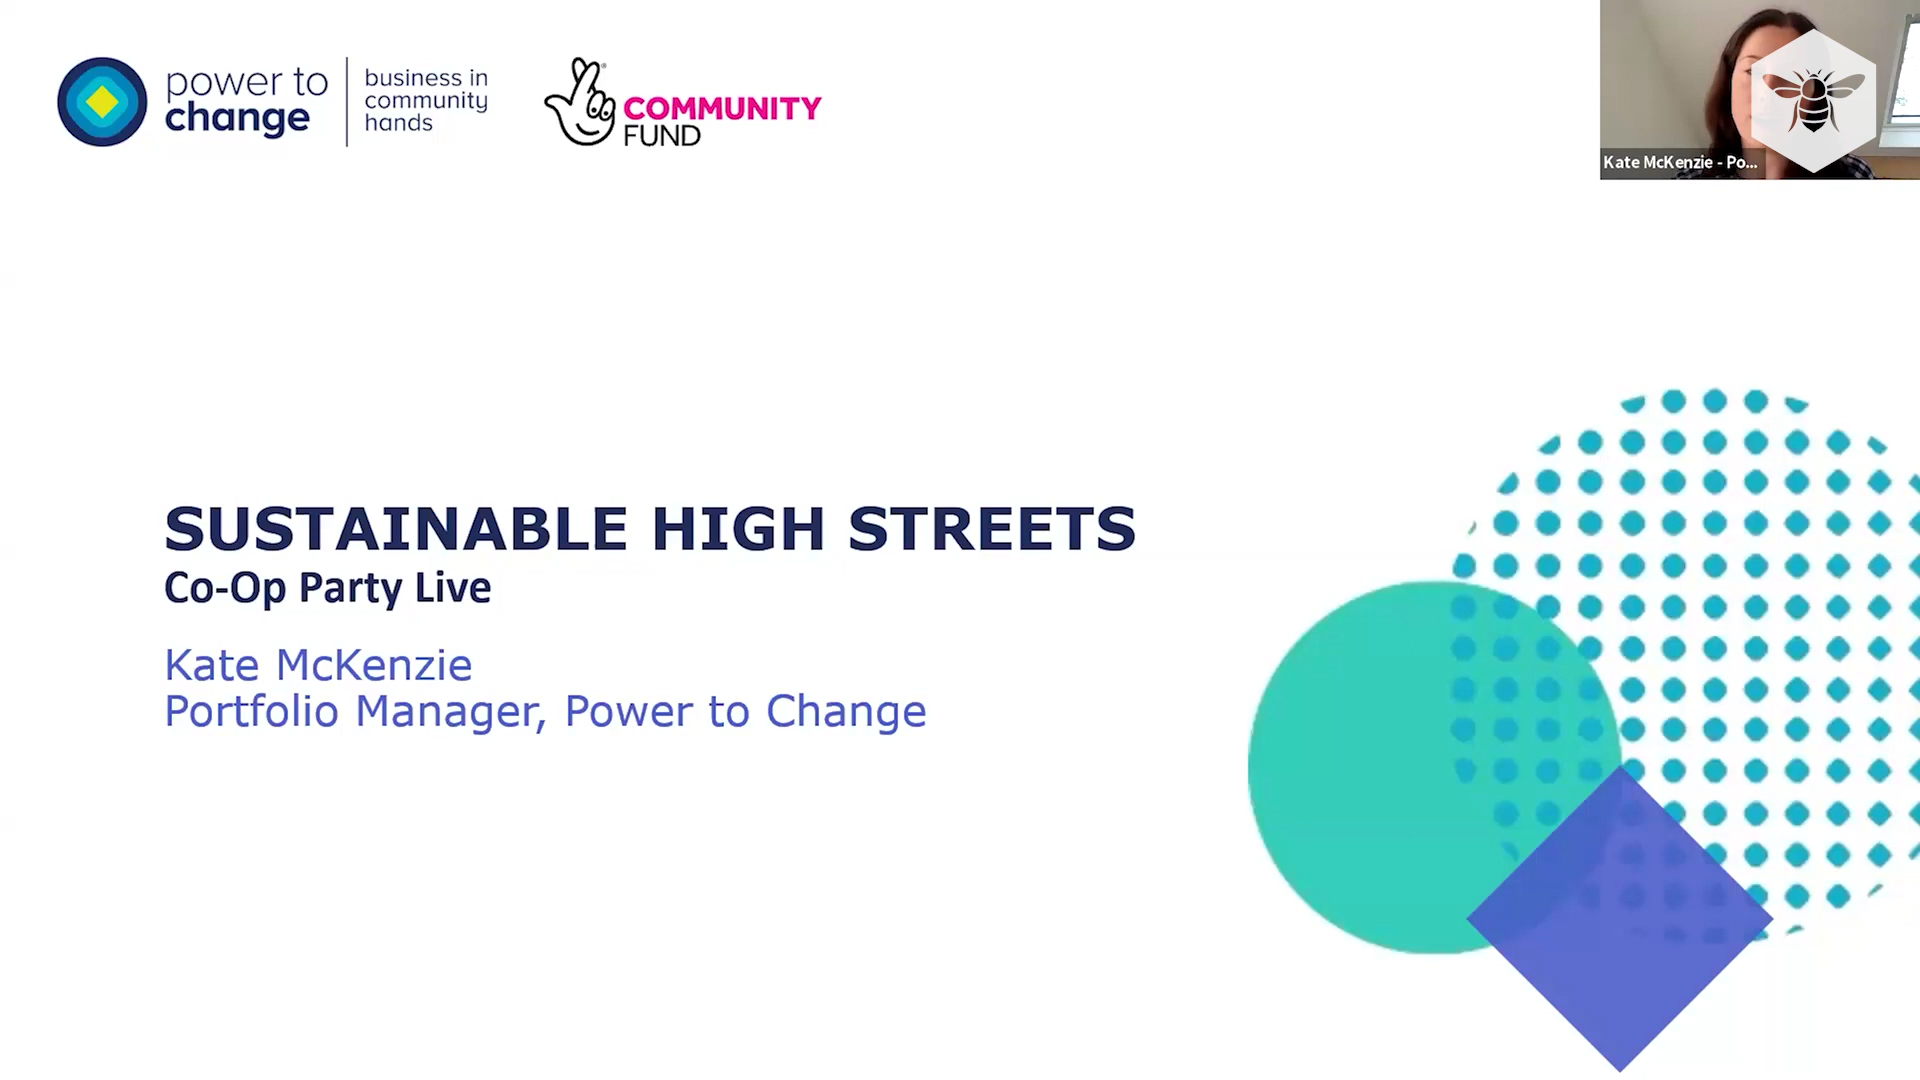 power to
change
business in
community
hands
COMMUNITY
FUND
Kate McKenzie - Po...
SUSTAINABLE HIGH STREETS
Co-Op Party Live
Kate McKenzie
Portfolio Manager, Power to Change